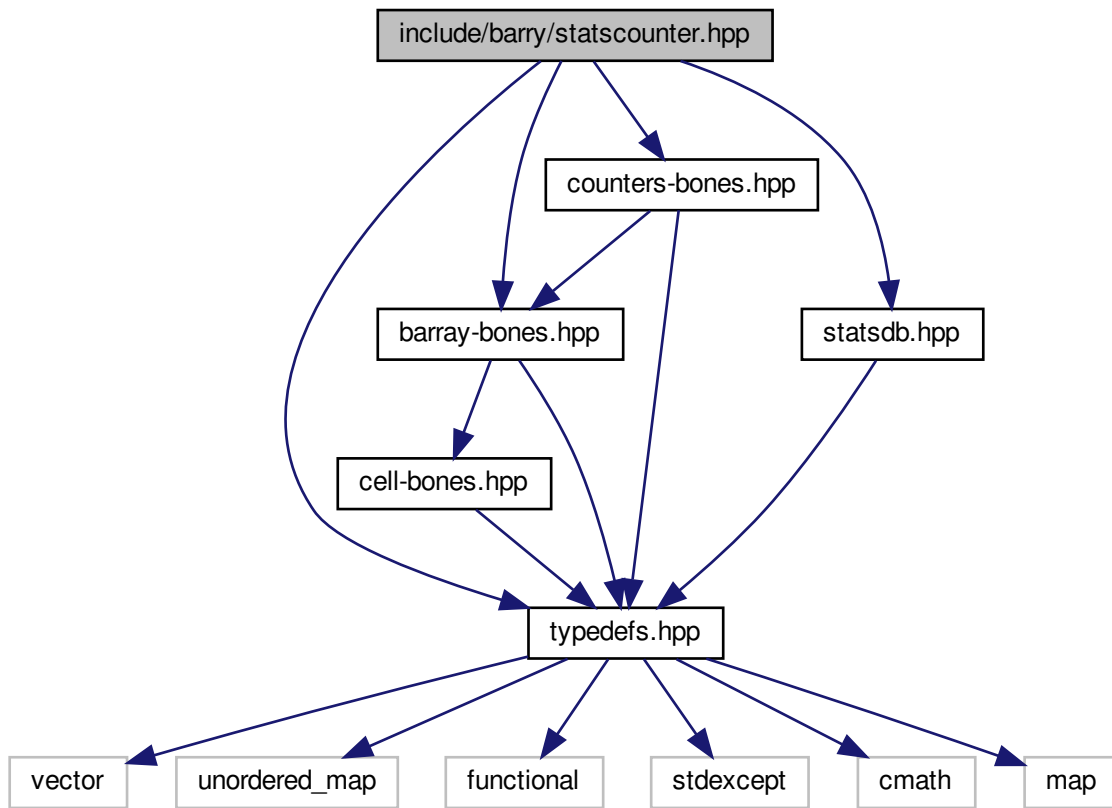 include/barry/statscounter.hpp
counters-bones.hpp
barray-bones.hpp
statsdb.hpp
cell-bones.hpp
typedefs.hpp
vector
unordered_map
functional
stdexcept
cmath
map